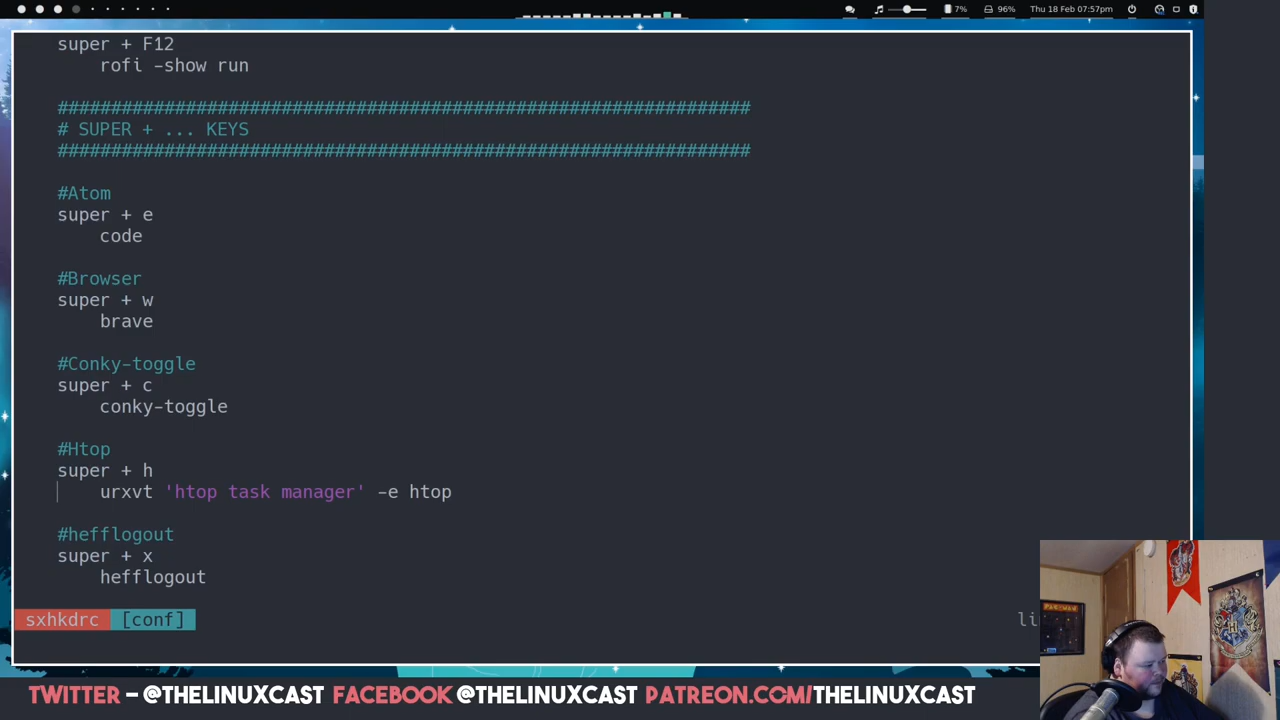 7% 96% Thu 18 Feb 07:57pm
super + F12
rofi -show run
#################################################################
# SUPER + ... KEYS
#################################################################
#Atom
super + e
code
#Browser
super + w
brave
#Conky-toggle
super + c
conky-toggle
#Htop
super + h
urxvt 'htop task manager' -e htop
#hefflogout
super + x
hefflogout
sxhkdrc [conf] li
TWITTER – @THELINUXCAST FACEBOOK @THELINUXCAST PATREON.COM/THELINUXCAST